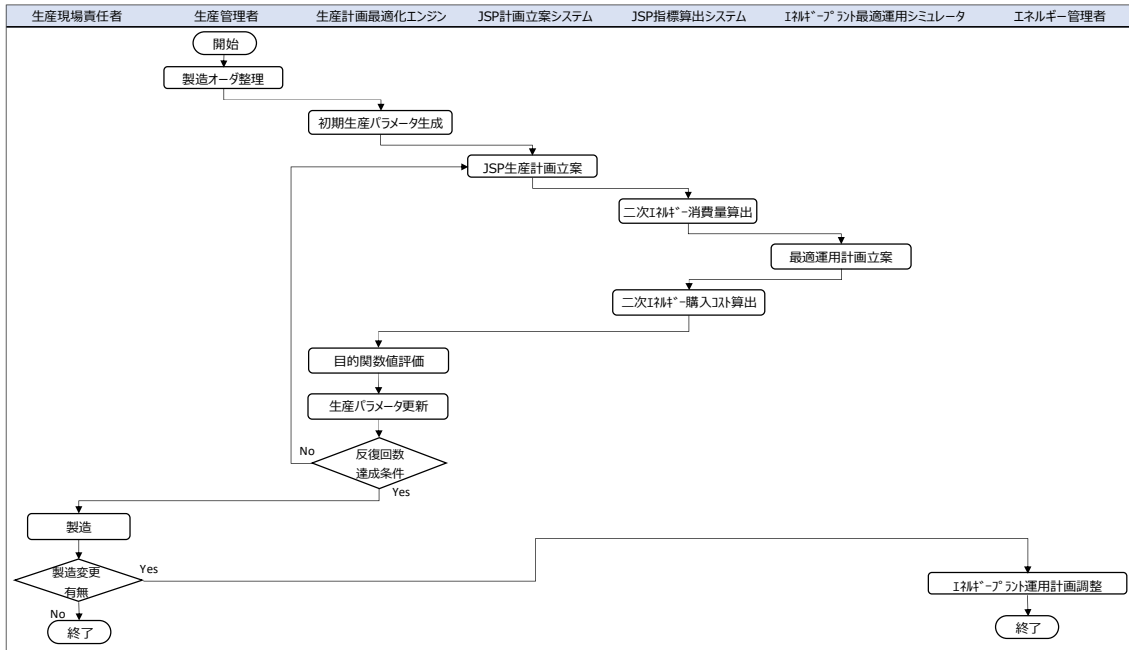 生産現場責任者 生産管理者 生産計画最適化エンジン JSP計画立案システム JSP指標算出システム ｴﾈﾙｷﾞｰﾌﾟﾗﾝﾄ最適運用シミュレータ エネルギー管理者
開始
製造オーダ整理
初期生産パラメータ生成
JSP生産計画立案
二次ｴﾈﾙｷﾞｰ消費量算出
最適運用計画立案
二次ｴﾈﾙｷﾞｰ購入ｺｽﾄ算出
目的関数値評価
生産パラメータ更新
No
反復回数
達成条件
Yes
製造
製造変更
有無
Yes
ｴﾈﾙｷﾞｰﾌﾟﾗﾝﾄ運用計画調整
No
終了
終了